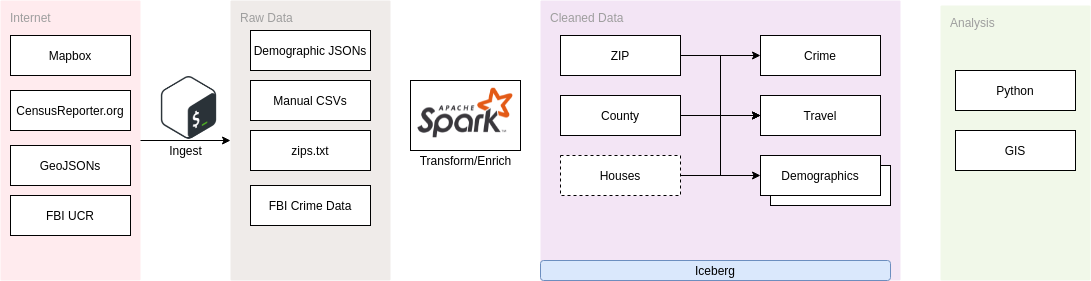 Internet
Mapbox
CensusReporter.org
GeoJSONs
FBI UCR
$_
Ingest
Raw Data
Demographic JSONs
Manual CSVs
zips.txt
FBI Crime Data
APACHE
Spark™
Transform/Enrich
Cleaned Data
ZIP
County
Houses
Crime
Travel
Demographics
Iceberg
Analysis
Python
GIS